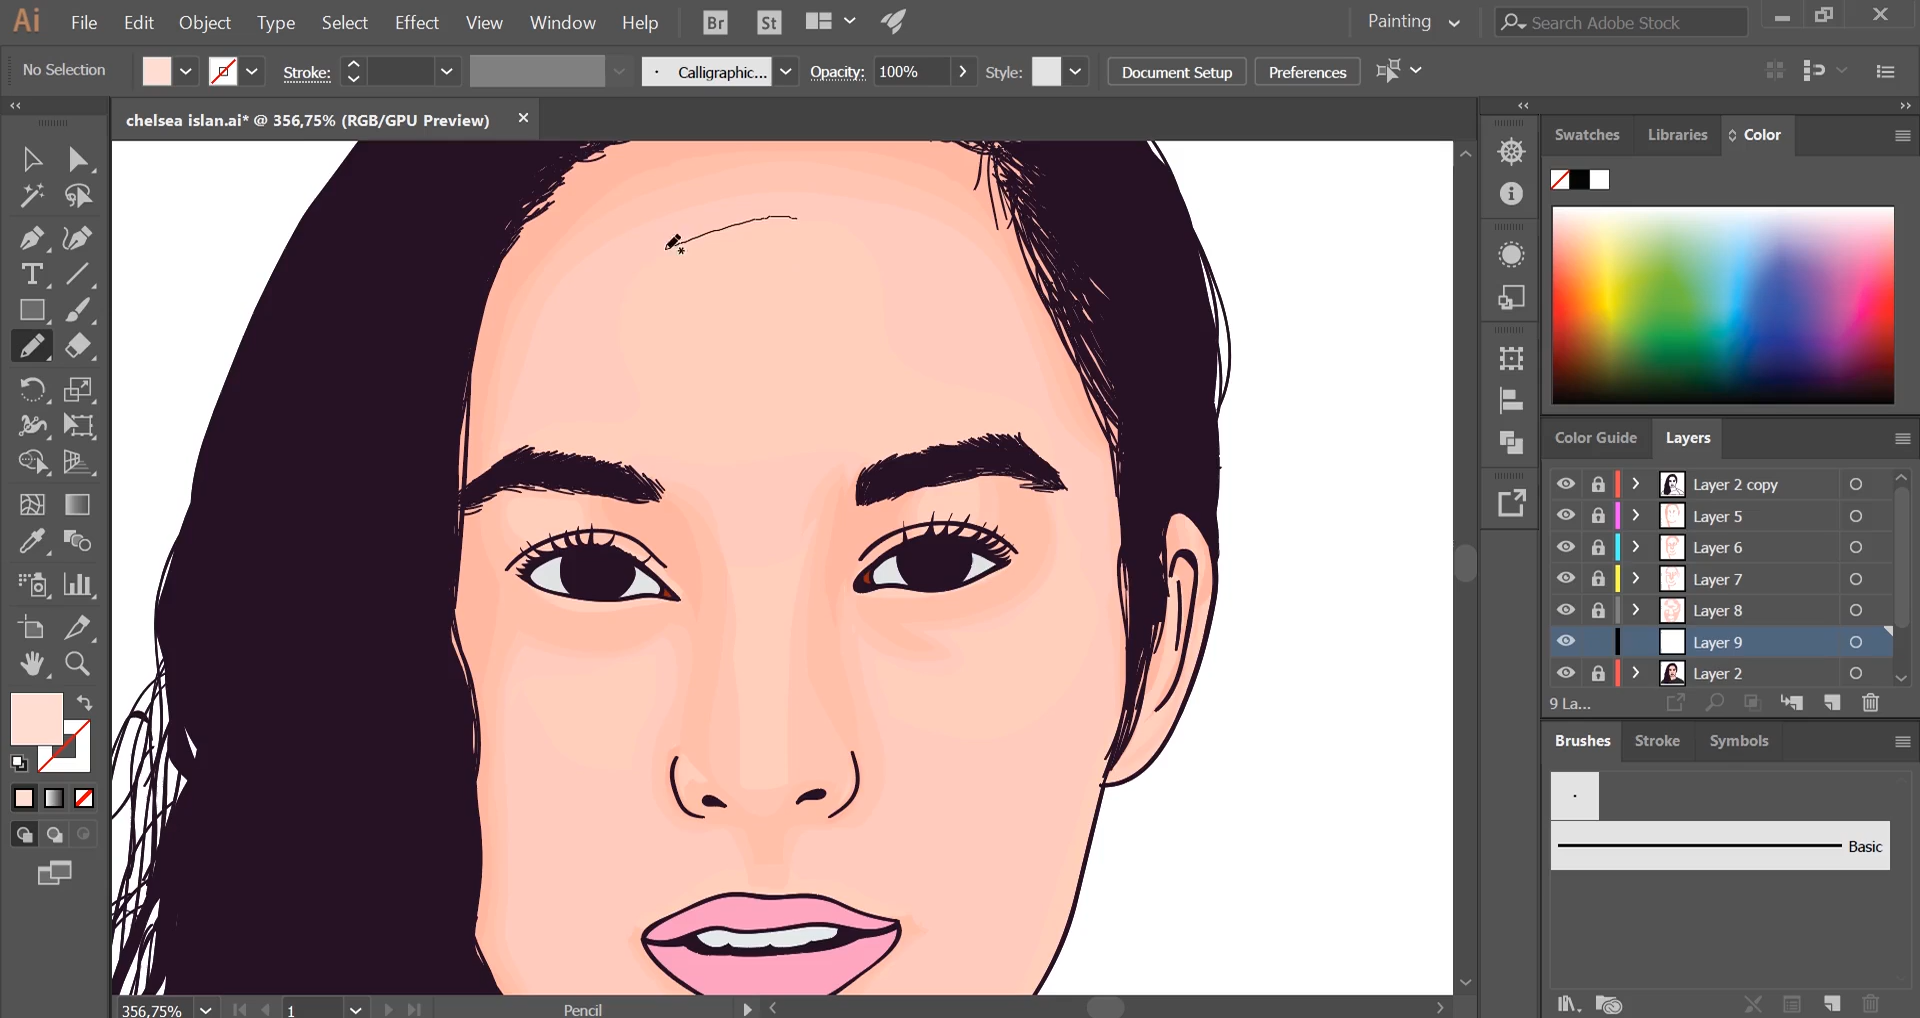 Ai File Edit Object Type Select Effect View Window Help Br St Painting Search Adobe Stock
No Selection Stroke: Calligraphic... Opacity: 100% Style: Document Setup Preferences
chelsea islan.ai* @ 356,75% (RGB/GPU Preview)
Swatches Libraries Color
Color Guide Layers
Layer 2 copy
Layer 5
Layer 6
Layer 7
Layer 8
Layer 9
Layer 2
9 La...
Brushes Stroke Symbols
Basic
356,75% 1 Pencil